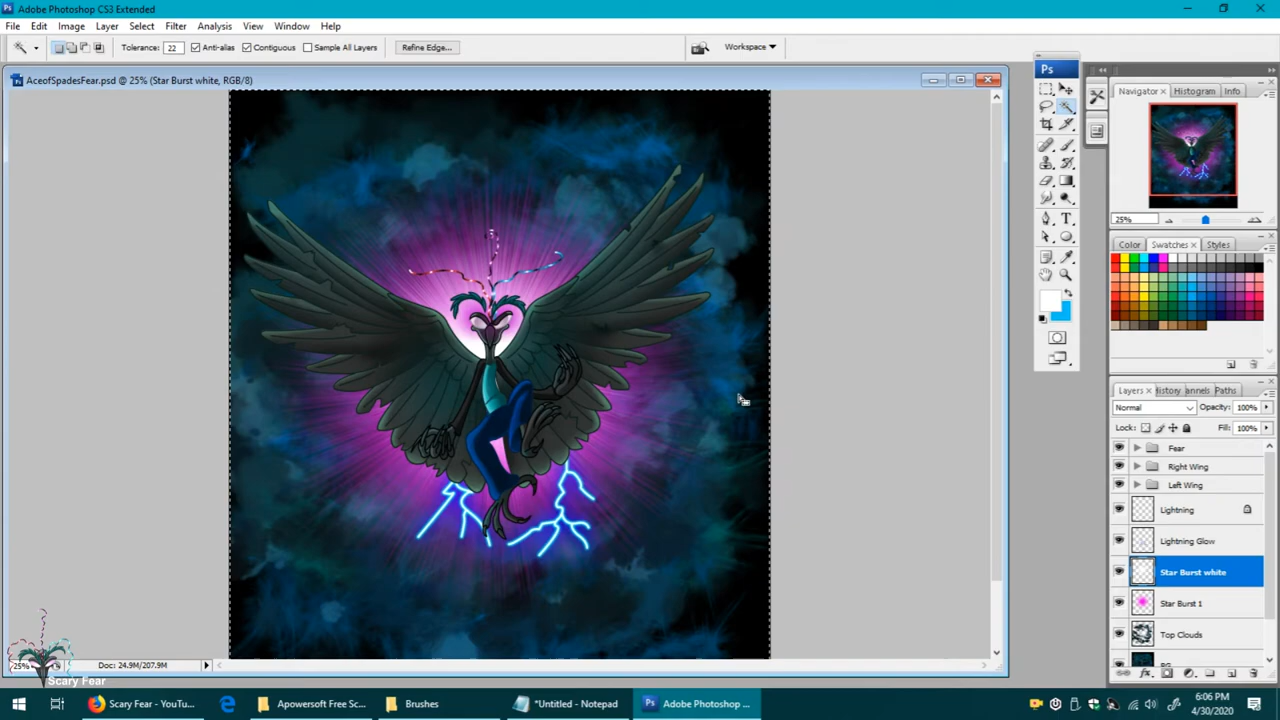 Adobe Photoshop CS3 Extended
File Edit Image Layer Select Filter Analysis View Window Help
Tolerance: 22 Anti-alias Contiguous Sample All Layers Refine Edge... Workspace
AceofSpadesFear.psd @ 25% (Star Burst white, RGB/8)
Ps
Navigator Histogram Info
25%
Color Swatches Styles
Layers History annels Paths
Normal Opacity: 100%
Lock: Fill: 100%
Fear
Right Wing
Left Wing
Lightning
Lightning Glow
Star Burst white
Star Burst 1
Top Clouds
BG
25% Doc: 24.9M/207.9M
Scary Fear
Scary Fear - YouTu... Apowersoft Free Sc... Brushes *Untitled - Notepad Adobe Photoshop ...
6:06 PM
4/30/2020